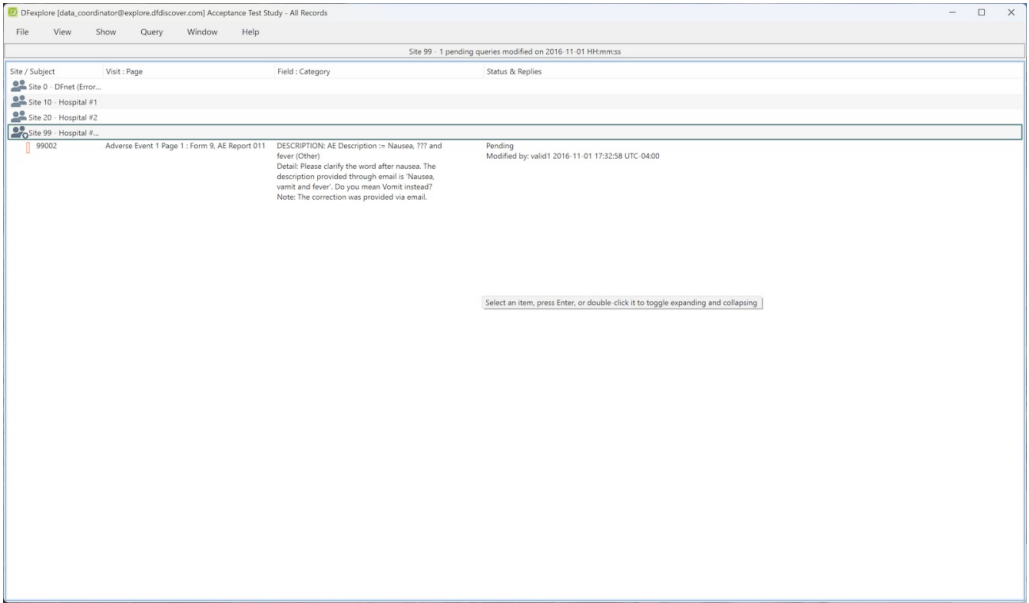 DFexplore [data_coordinator@explore.dfdiscover.com] Acceptance Test Study - All Records
File View Show Query Window Help
Site 99 - 1 pending queries modified on 2016-11-01 HH:mm:ss
Site / Subject Visit : Page Field : Category Status & Replies
Site 0 - DFnet (Error...
Site 10 - Hospital #1
Site 20 - Hospital #2
Site 99 - Hospital #...
99002 Adverse Event 1 Page 1 : Form 9, AE Report 011 DESCRIPTION: AE Description := Nausea, ??? and Pending
fever (Other) Modified by: valid1 2016-11-01 17:32:58 UTC-04:00
Detail: Please clarify the word after nausea. The
description provided through email is 'Nausea,
vamit and fever'. Do you mean Vomit instead?
Note: The correction was provided via email.
Select an item, press Enter, or double-click it to toggle expanding and collapsing